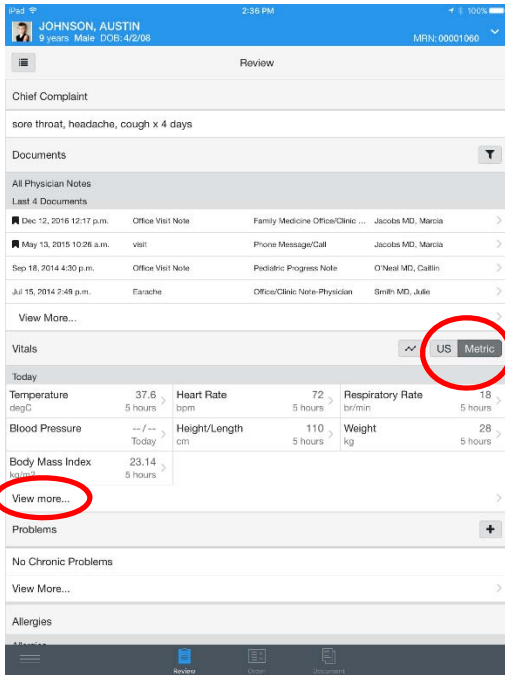 iPad 2:36 PM 100%
JOHNSON, AUSTIN
9 years Male DOB:4/2/08 MRN:00001060
Review
Chief Complaint
sore throat, headache, cough x 4 days
Documents
All Physician Notes
Last 4 Documents
Dec 12, 2016 12:17 p.m. Office Visit Note Family Medicine Office/Clinic ... Jacobs MD, Marcia
May 13, 2015 10:26 a.m. visit Phone Message/Call Jacobs MD, Marcia
Sep 18, 2014 4:30 p.m. Office Visit Note Pediatric Progress Note O'Neal MD, Caitlin
Jul 15, 2014 2:49 p.m. Earache Office/Clinic Note-Physician Smith MD, Julie
View More...
Vitals US Metric
Today
Temperature 37.6 Heart Rate 72 Respiratory Rate 18
degC 5 hours bpm 5 hours br/min 5 hours
Blood Pressure --/-- Height/Length 110 Weight 28
Today cm 5 hours kg 5 hours
Body Mass Index 23.14
kg/m2 5 hours
View more...
Problems
No Chronic Problems
View More...
Allergies
Allergies
Review Order Document